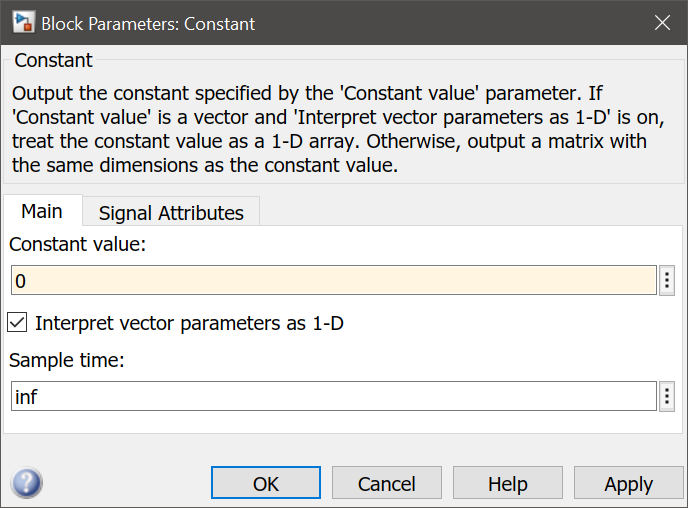 Block Parameters: Constant
Constant
Output the constant specified by the 'Constant value' parameter. If
'Constant value' is a vector and 'Interpret vector parameters as 1-D' is on,
treat the constant value as a 1-D array. Otherwise, output a matrix with
the same dimensions as the constant value.
Main
Signal Attributes
Constant value:
0
Interpret vector parameters as 1-D
Sample time:
inf
?
OK
Cancel
Help
Apply